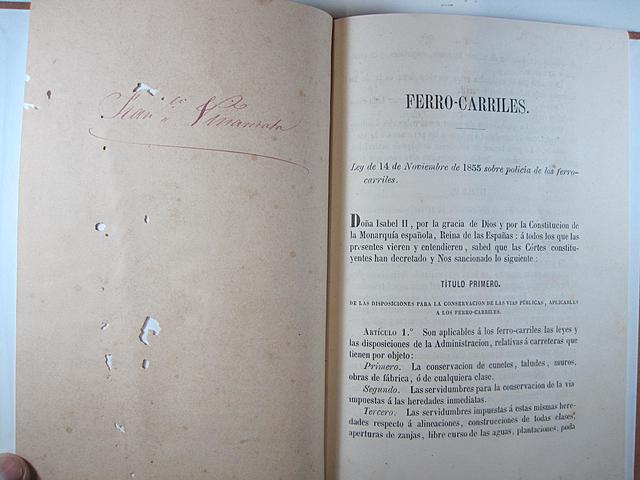 Fran.co Vinamata
FERRO-CARRILES.
Ley de 14 de Noviembre de 1855 sobre policía de los ferro-
carriles.
Doña Isabel II, por la gracia de Dios y por la Constitucion de
la Monarquía española, Reina de las Españas: á todos los que las
presentes vieren y entendieren, sabed que las Córtes constitu-
yentes han decretado y Nos sancionado lo siguiente:
TÍTULO PRIMERO.
DE LAS DISPOSICIONES PARA LA CONSERVACION DE LAS VIAS PÚBLICAS, APLICABLES
A LOS FERRO-CARRILES.
ARTÍCULO 1.º Son aplicables á los ferro-carriles las leyes y
las disposiciones de la Administracion, relativas á carreteras que
tienen por objeto:
Primero. La conservacion de cunetes, taludes, muros,
obras de fábrica, ó de cualquiera clase.
Segundo. Las servidumbres para la conservacion de la via
impuestas á las heredades inmediatas.
Tercero. Las servidumbres impuestas á estas mismas here-
dades respecto á alineaciones, construcciones de todas clases,
aperturas de zanjas, libre curso de las aguas, plantaciones, poda